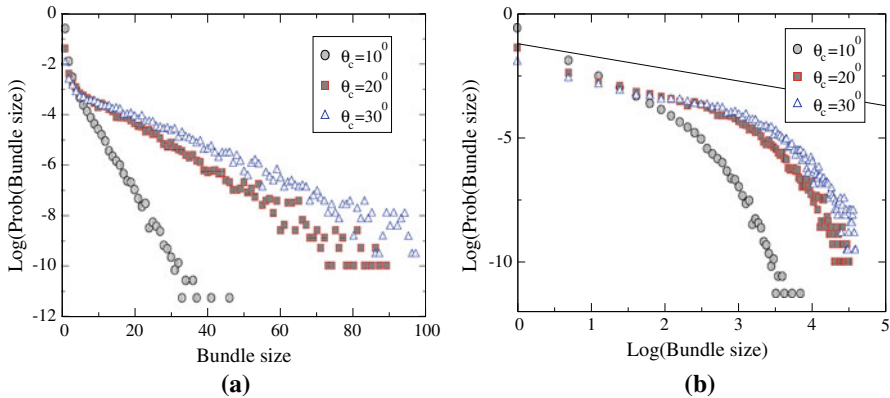 0
-2
-4
-6
-8
-10
-12
0 20 40 60 80 100
Log(Prob(Bundle size))
Bundle size
θc=10⁰
θc=20⁰
θc=30⁰
(a)
0
-5
-10
0 1 2 3 4 5
Log(Prob(Bundle size))
Log(Bundle size)
θc=10⁰
θc=20⁰
θc=30⁰
(b)